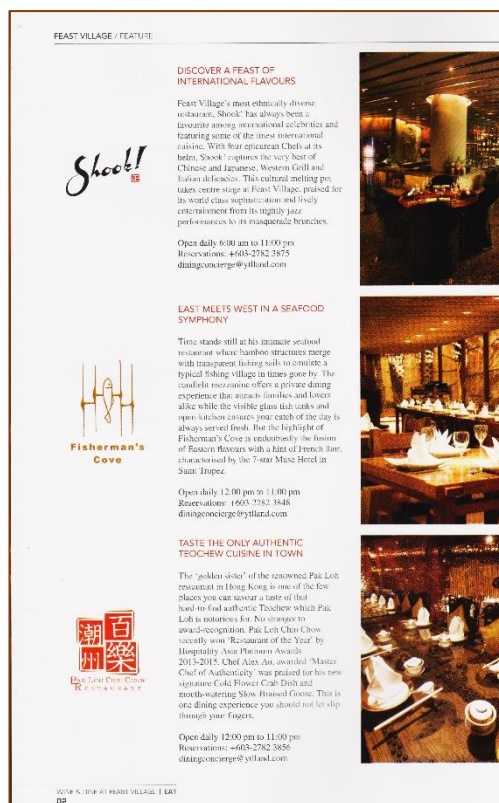 FEAST VILLAGE / FEATURE
Shook!
DISCOVER A FEAST OF
INTERNATIONAL FLAVOURS
Feast Village's most ethnically diverse
restaurant, Shook! has always been a
favourite among international celebrities and
featuring some of the finest international
cuisine. With four epicurean Chefs at its
helm, Shook! captures the very best of
Chinese and Japanese, Western Grill and
Italian delicacies. This cultural melting pot
takes centre stage at Feast Village, praised for
its world class sophistication and lively
entertainment from its nightly jazz
performances to its masquerade brunches.
Open daily 6:00 am to 11:00 pm
Reservations: +603-2782 3875
diningconcierge@ytlland.com
Fisherman's
Cove
EAST MEETS WEST IN A SEAFOOD
SYMPHONY
Time stands still at his intimate seafood
restaurant where bamboo structures merge
with transparent fishing sails to emulate a
typical fishing village in times gone by. The
candlelit mezzanine offers a private dining
experience that attracts families and lovers
alike while the visible glass fish tanks and
open kitchen ensures your catch of the day is
always served fresh. But the highlight of
Fisherman's Cove is undoubtedly the fusion
of Eastern flavours with a hint of French flair,
characterised by the 7-star Muse Hotel in
Saint Tropez.
Open daily 12:00 pm to 11:00 pm
Reservations: +603-2782 3848
diningconcierge@ytlland.com
百樂
潮州
PAK LOH CHIU CHOW
RESTAURANT
TASTE THE ONLY AUTHENTIC
TEOCHEW CUISINE IN TOWN
The 'golden sister' of the renowned Pak Loh
restaurant in Hong Kong is one of the few
places you can savour a taste of that
hard-to-find authentic Teochew which Pak
Loh is notorious for. No stranger to
award-recognition, Pak Loh Chiu Chow
recently won 'Restaurant of the Year' by
Hospitality Asia Platinum Awards
2013-2015. Chef Alex Au, awarded 'Master
Chef of Authenticity' was praised for his new
signature Cold Flower Crab Dish and
mouth-watering Slow Braised Goose. This is
one dining experience you should not let slip
through your fingers.
Open daily 12:00 pm to 11:00 pm
Reservations: +603-2782 3856
diningconcierge@ytlland.com
WINE & DINE AT FEAST VILLAGE | EAT
02